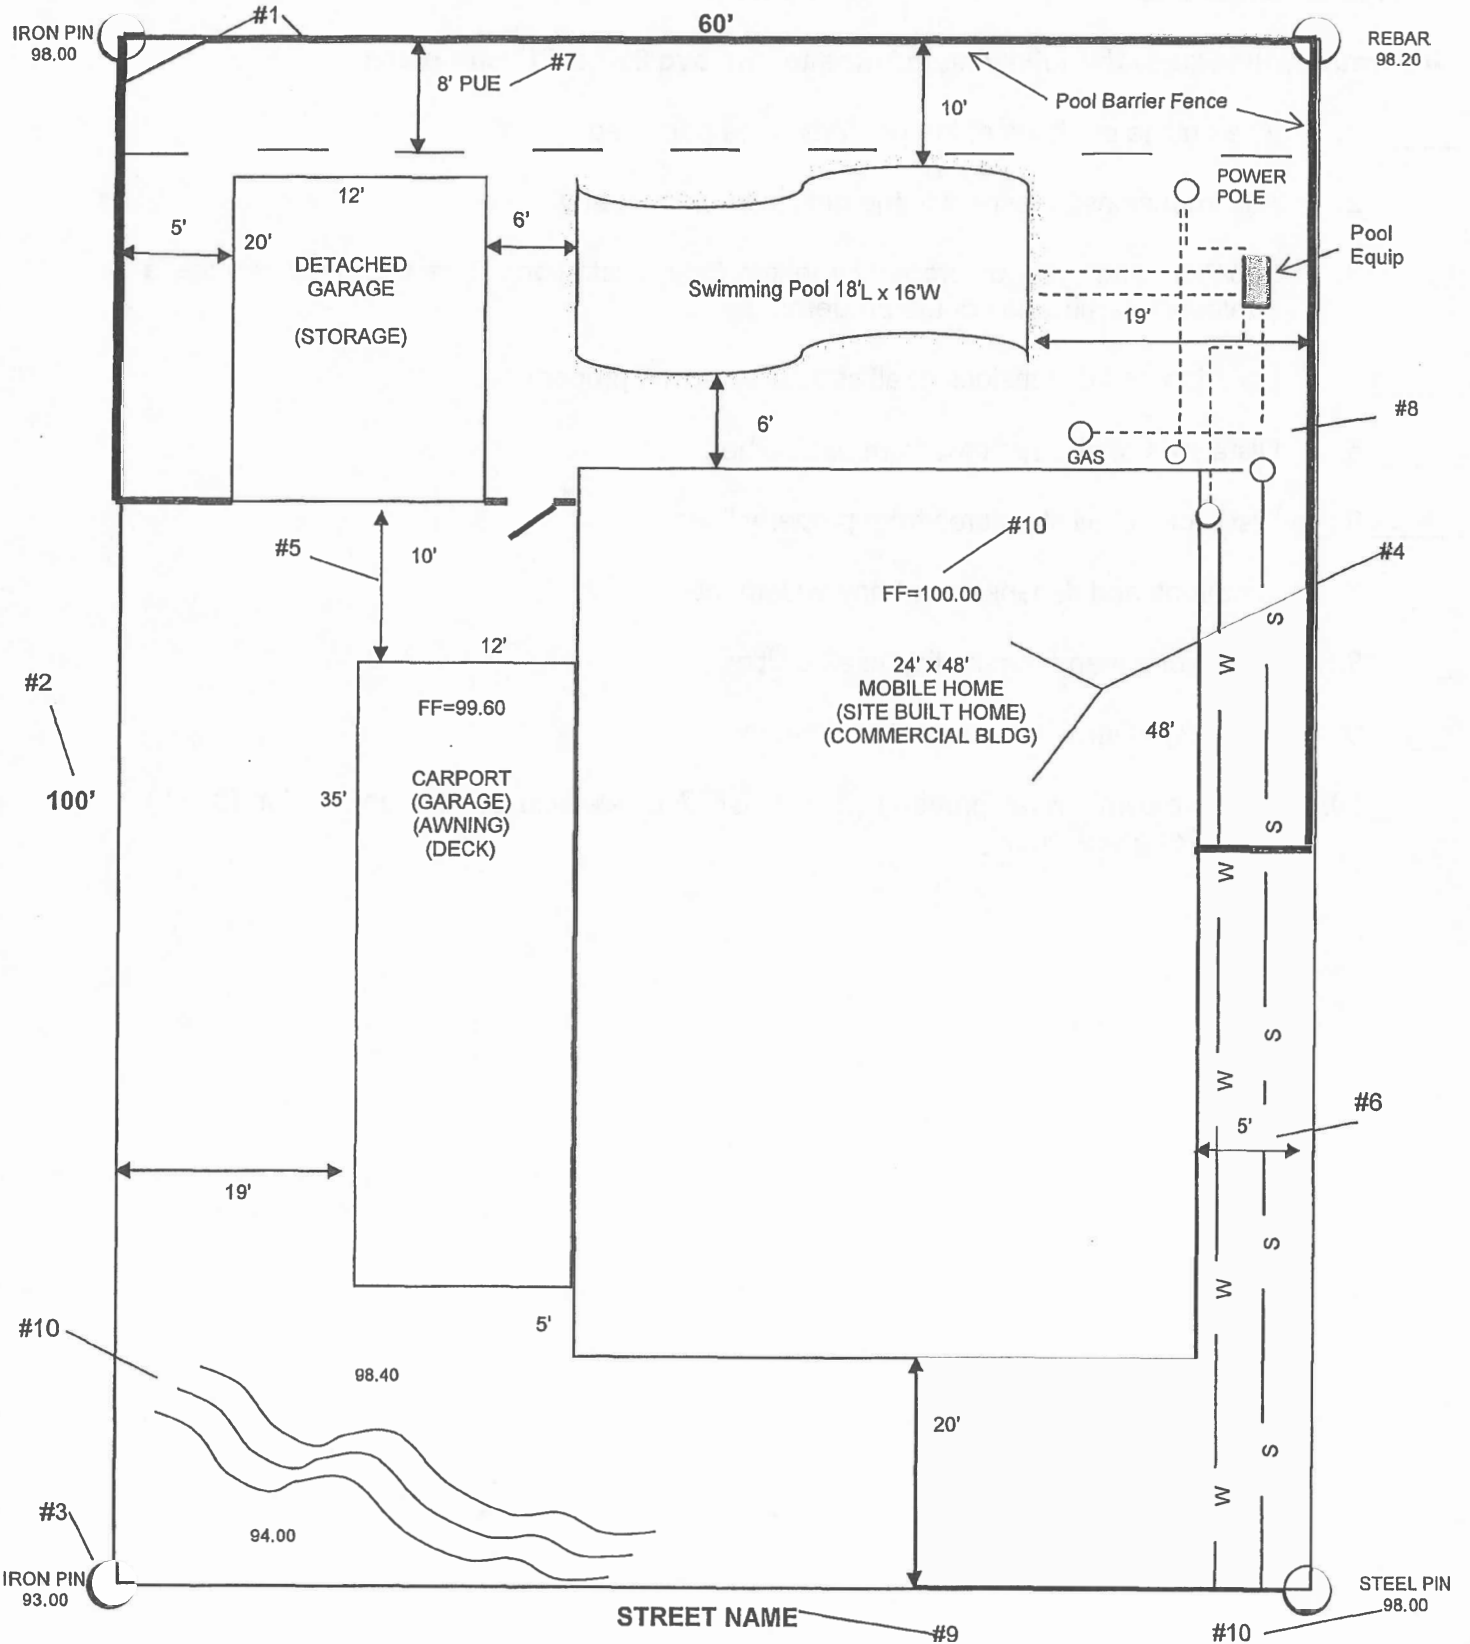 #1
60'
IRON PIN
98.00
REBAR
98.20
#7
8' PUE
10'
Pool Barrier Fence
POWER
POLE
12'
5'
20'
6'
DETACHED
GARAGE
(STORAGE)
Swimming Pool 18'L x 16'W
Pool
Equip
19'
6'
GAS
#8
#5
10'
#10
#4
FF=100.00
12'
24' x 48'
MOBILE HOME
(SITE BUILT HOME)
(COMMERCIAL BLDG)
48'
#2
100'
FF=99.60
CARPORT
(GARAGE)
(AWNING)
(DECK)
35'
S
W
S
W
S
W
#6
5'
19'
S
W
5'
#10
98.40
20'
S
W
#3
94.00
IRON PIN
93.00
STEEL PIN
98.00
STREET NAME
#9
#10